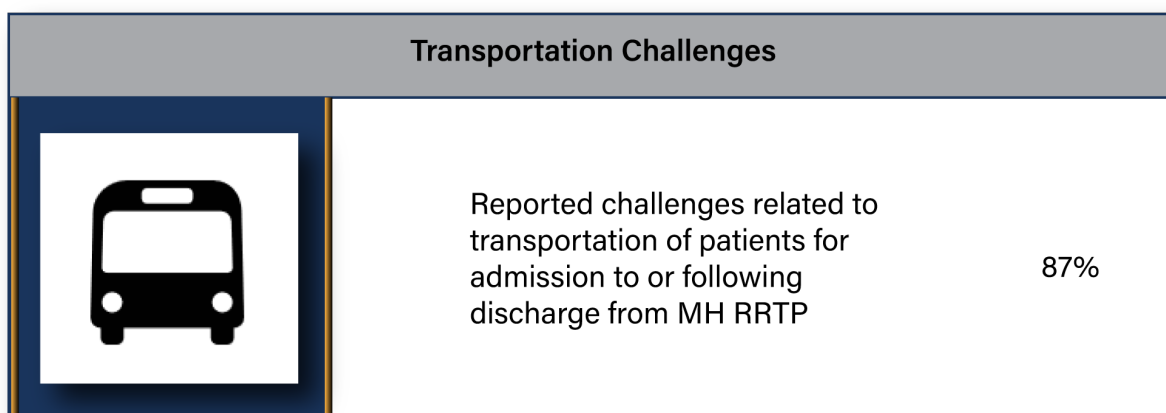 Transportation Challenges
Reported challenges related to
transportation of patients for
admission to or following
discharge from MH RRTP
87%